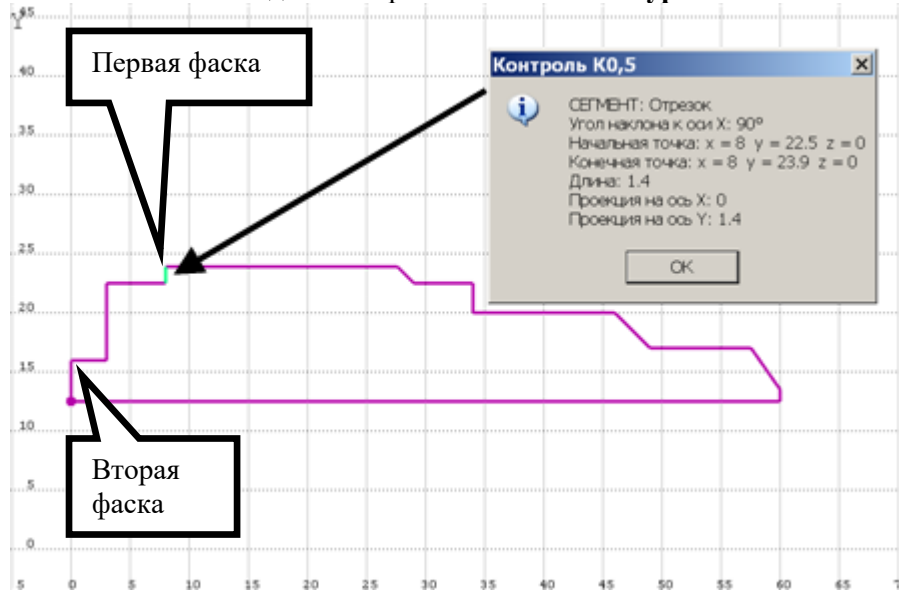 Y
45
40
35
30
25
20
15
10
5
0
5 0 5 10 15 20 25 30 35 40 45 50 55 60 65 7
Первая фаска
Вторая
фаска
Контроль K0,5
СЕГМЕНТ: Отрезок
Угол наклона к оси X: 90°
Начальная точка: x = 8 y = 22.5 z = 0
Конечная точка: x = 8 y = 23.9 z = 0
Длина: 1.4
Проекция на ось X: 0
Проекция на ось Y: 1.4
OK